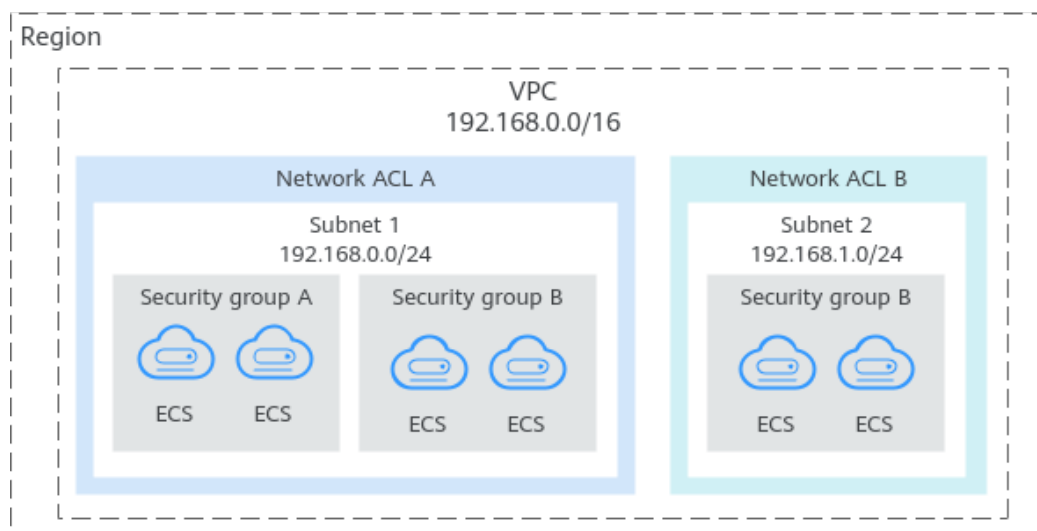 Region
VPC
192.168.0.0/16
Network ACL A
Subnet 1
192.168.0.0/24
Security group A
ECS
ECS
Security group B
ECS
ECS
Network ACL B
Subnet 2
192.168.1.0/24
Security group B
ECS
ECS